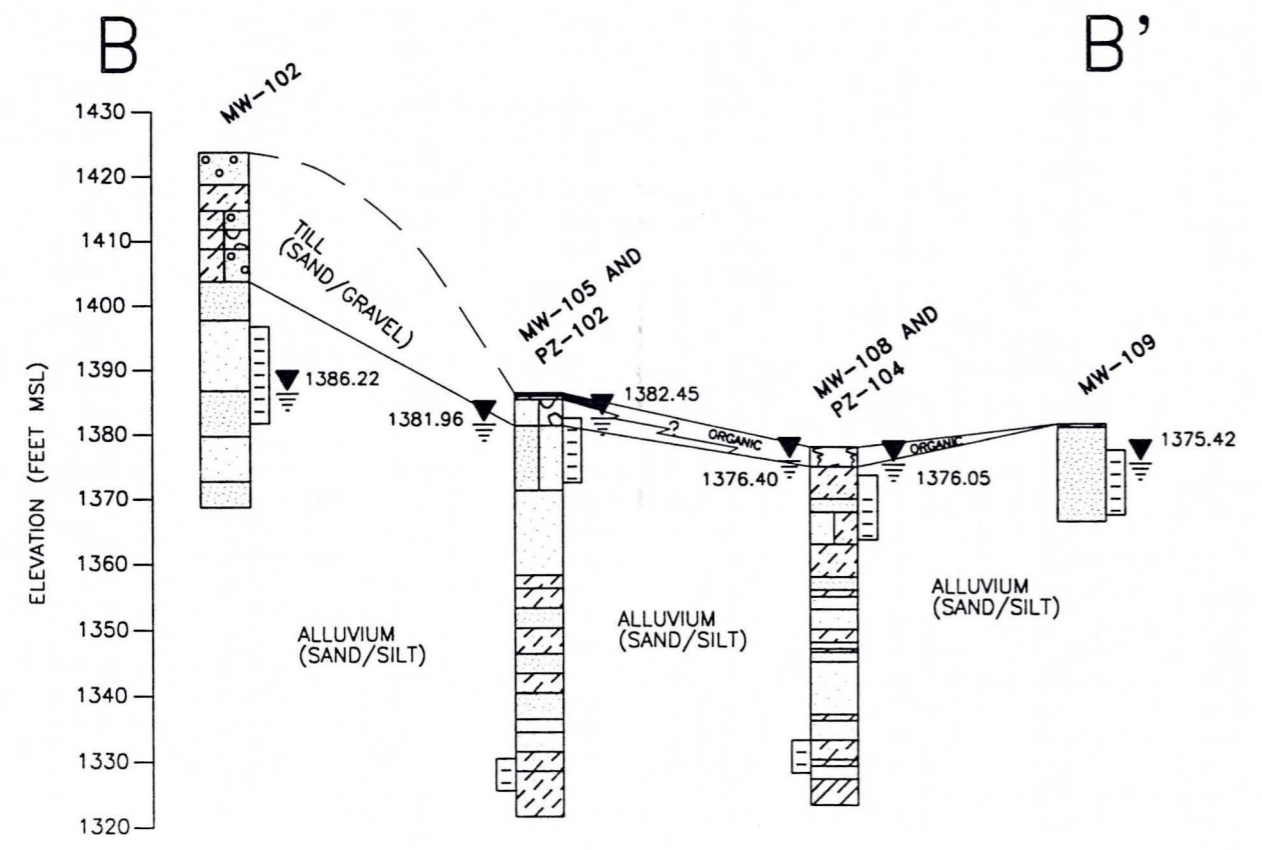 B
B'
MW-102
1430
1420
TILL
(SAND/GRAVEL)
1410
MW-105 AND
PZ-102
1400
MW-108 AND
PZ-104
MW-109
1390
1386.22
1382.45
1381.96
1380
?
ORGANIC
ORGANIC
1375.42
1376.40
1376.05
1370
ELEVATION (FEET MSL)
1360
ALLUVIUM
(SAND/SILT)
1350
ALLUVIUM
(SAND/SILT)
ALLUVIUM
(SAND/SILT)
1340
1330
1320